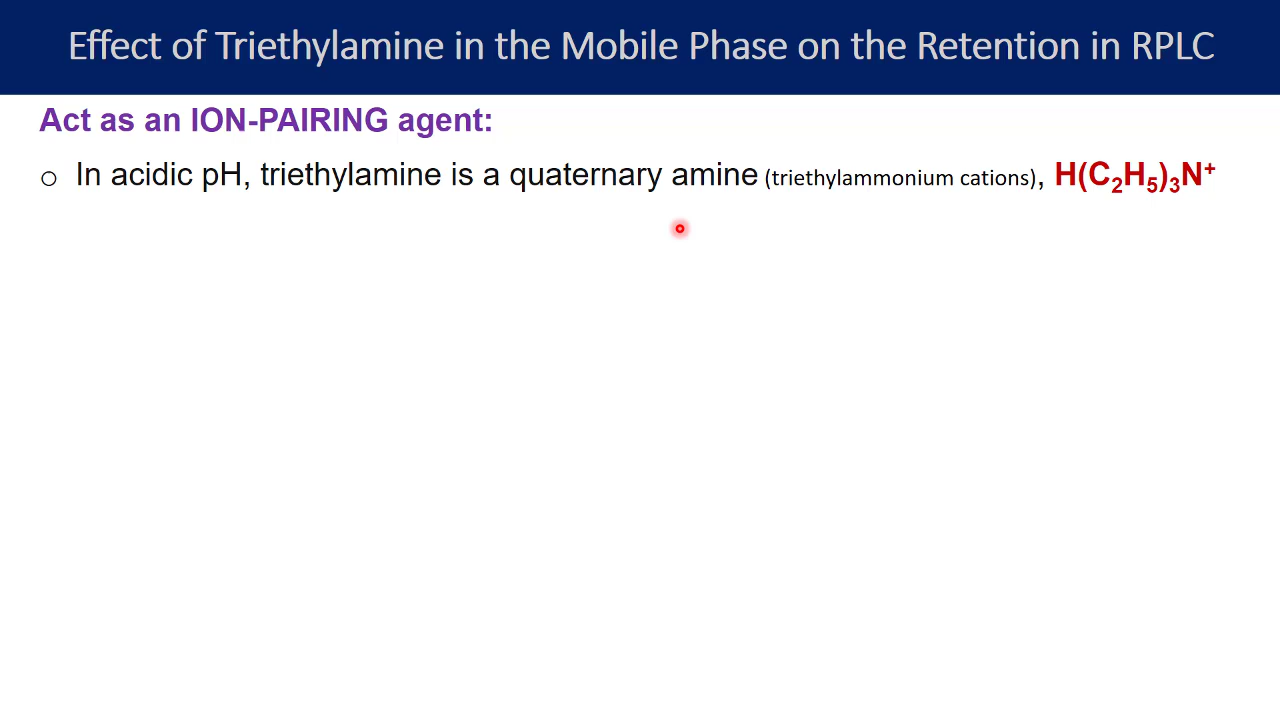 Effect of Triethylamine in the Mobile Phase on the Retention in RPLC
Act as an ION-PAIRING agent:
o In acidic pH, triethylamine is a quaternary amine (triethylammonium cations), H(C₂H₅)₃N⁺